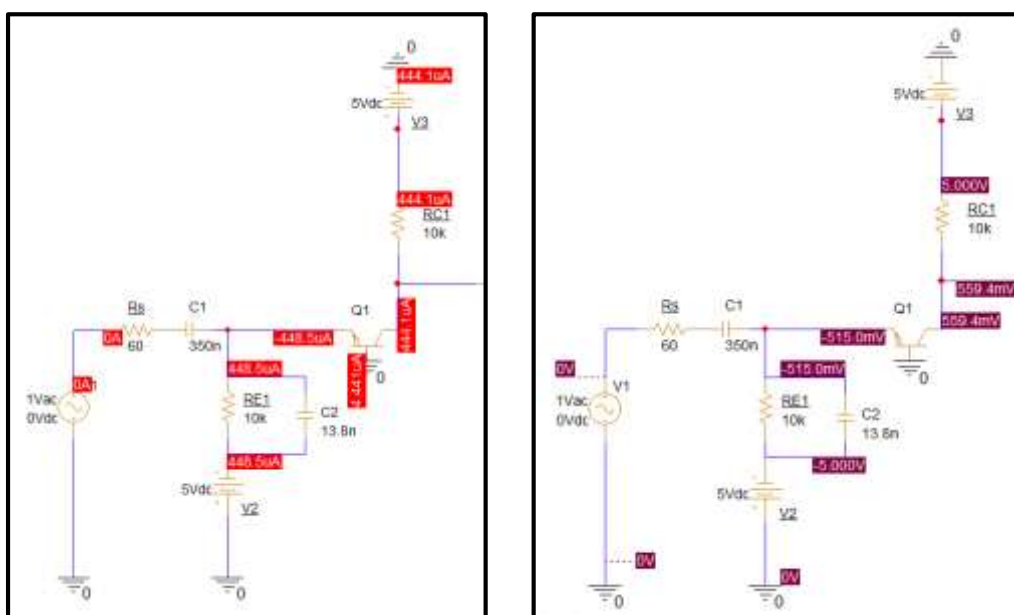 0
444.1uA
5Vdc
V3
444.1uA
RC1
10k
Rs
C1
Q1
444.1uA
0A
60
350n
-448.5uA
4.441uA
0
448.5uA
0A
1Vac
0Vdc
RE1
10k
C2
13.8n
448.5uA
5Vdc
V2
0
0
0
5Vdc
V3
5.000V
RC1
10k
559.4mV
Rs
C1
Q1
559.4mV
60
350n
-515.0mV
0
0V
V1
-515.0mV
1Vac
0Vdc
RE1
10k
C2
13.8n
-5.000V
5Vdc
V2
0V
0V
0
0